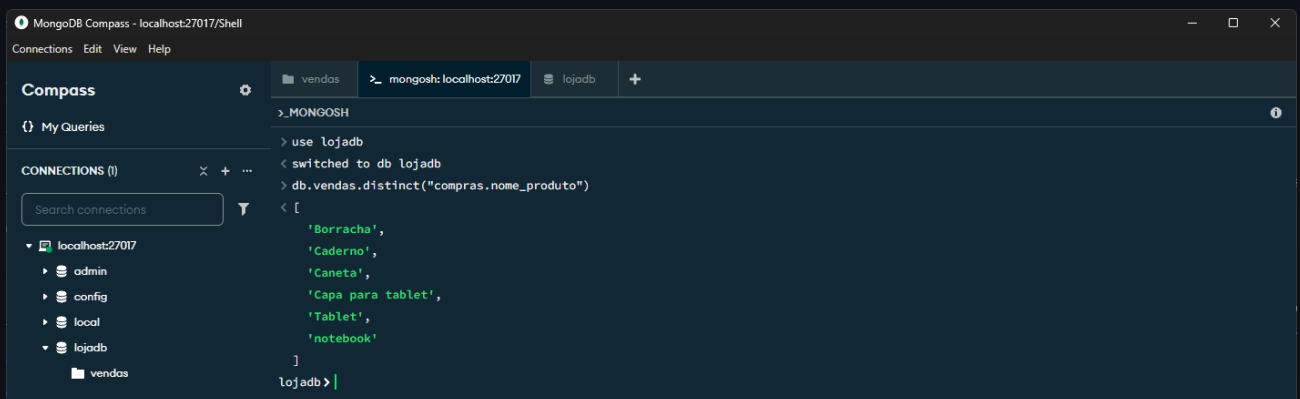 MongoDB Compass - localhost:27017/Shell
Connections Edit View Help
Compass
{} My Queries
CONNECTIONS (1)
Search connections
localhost:27017
admin
config
local
lojadb
vendas
vendas
>_ mongosh: localhost:27017
lojadb
>_MONGOSH
> use lojadb
< switched to db lojadb
> db.vendas.distinct("compras.nome_produto")
< [
'Borracha',
'Caderno',
'Caneta',
'Capa para tablet',
'Tablet',
'notebook'
]
lojadb>